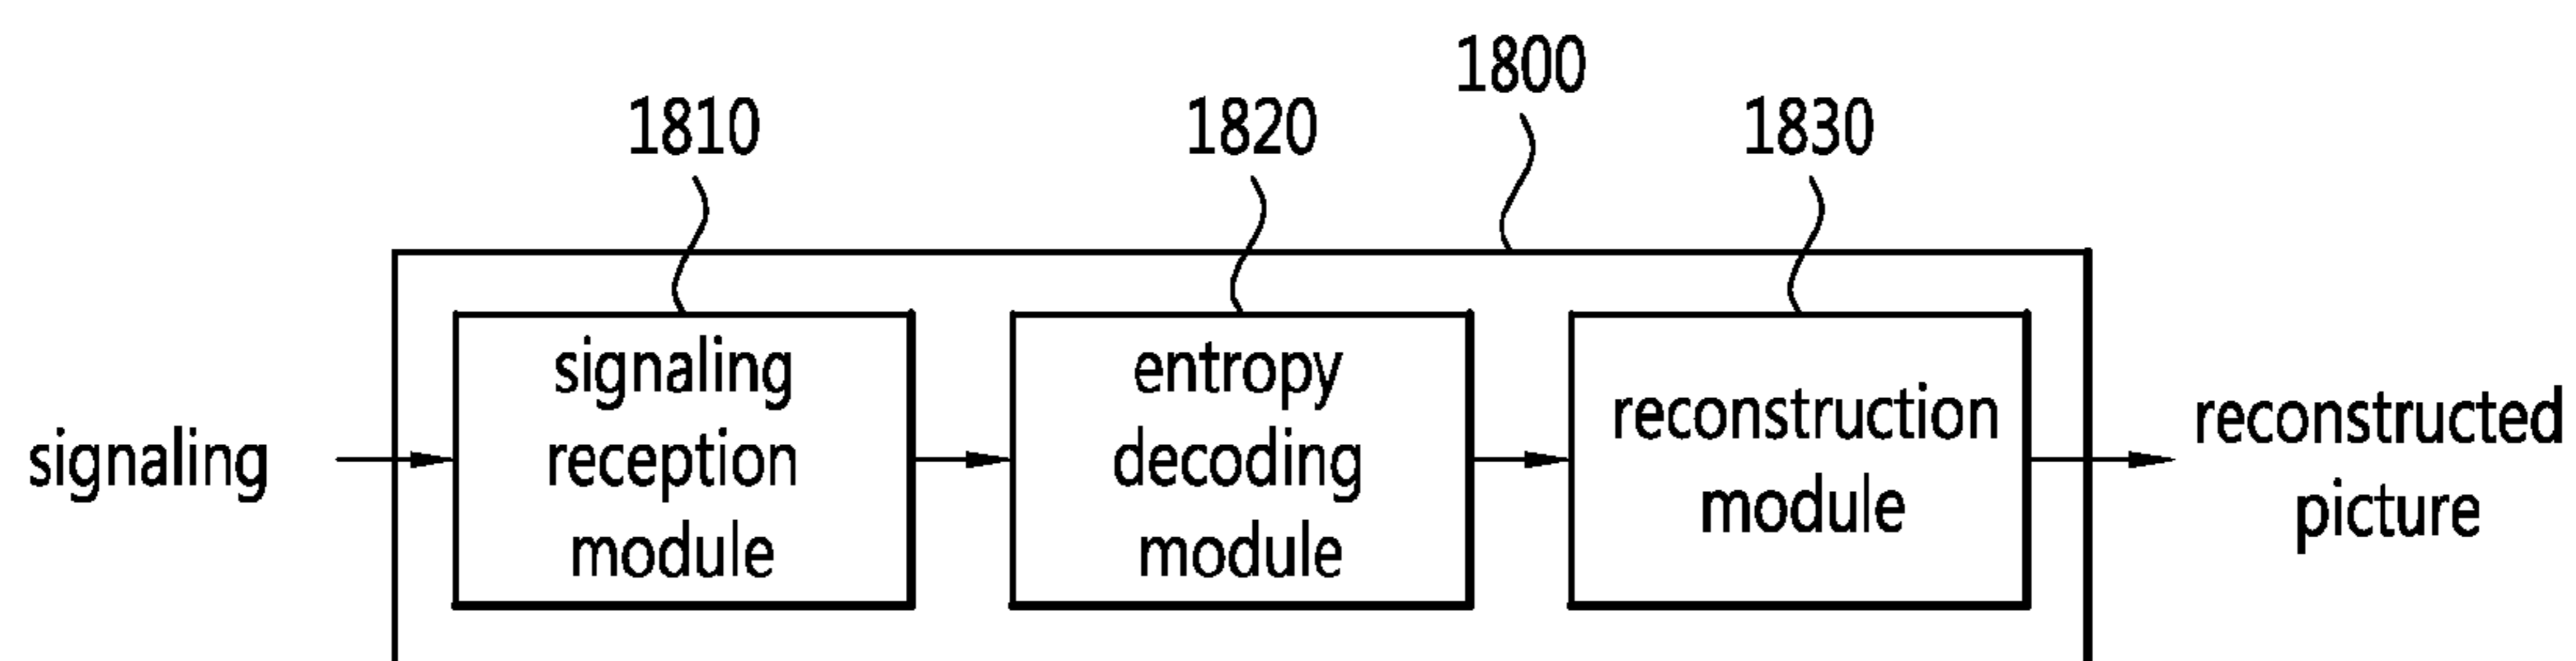 1800
1810
1820
1830
signaling
signaling
reception
module
entropy
decoding
module
reconstruction
module
reconstructed
picture